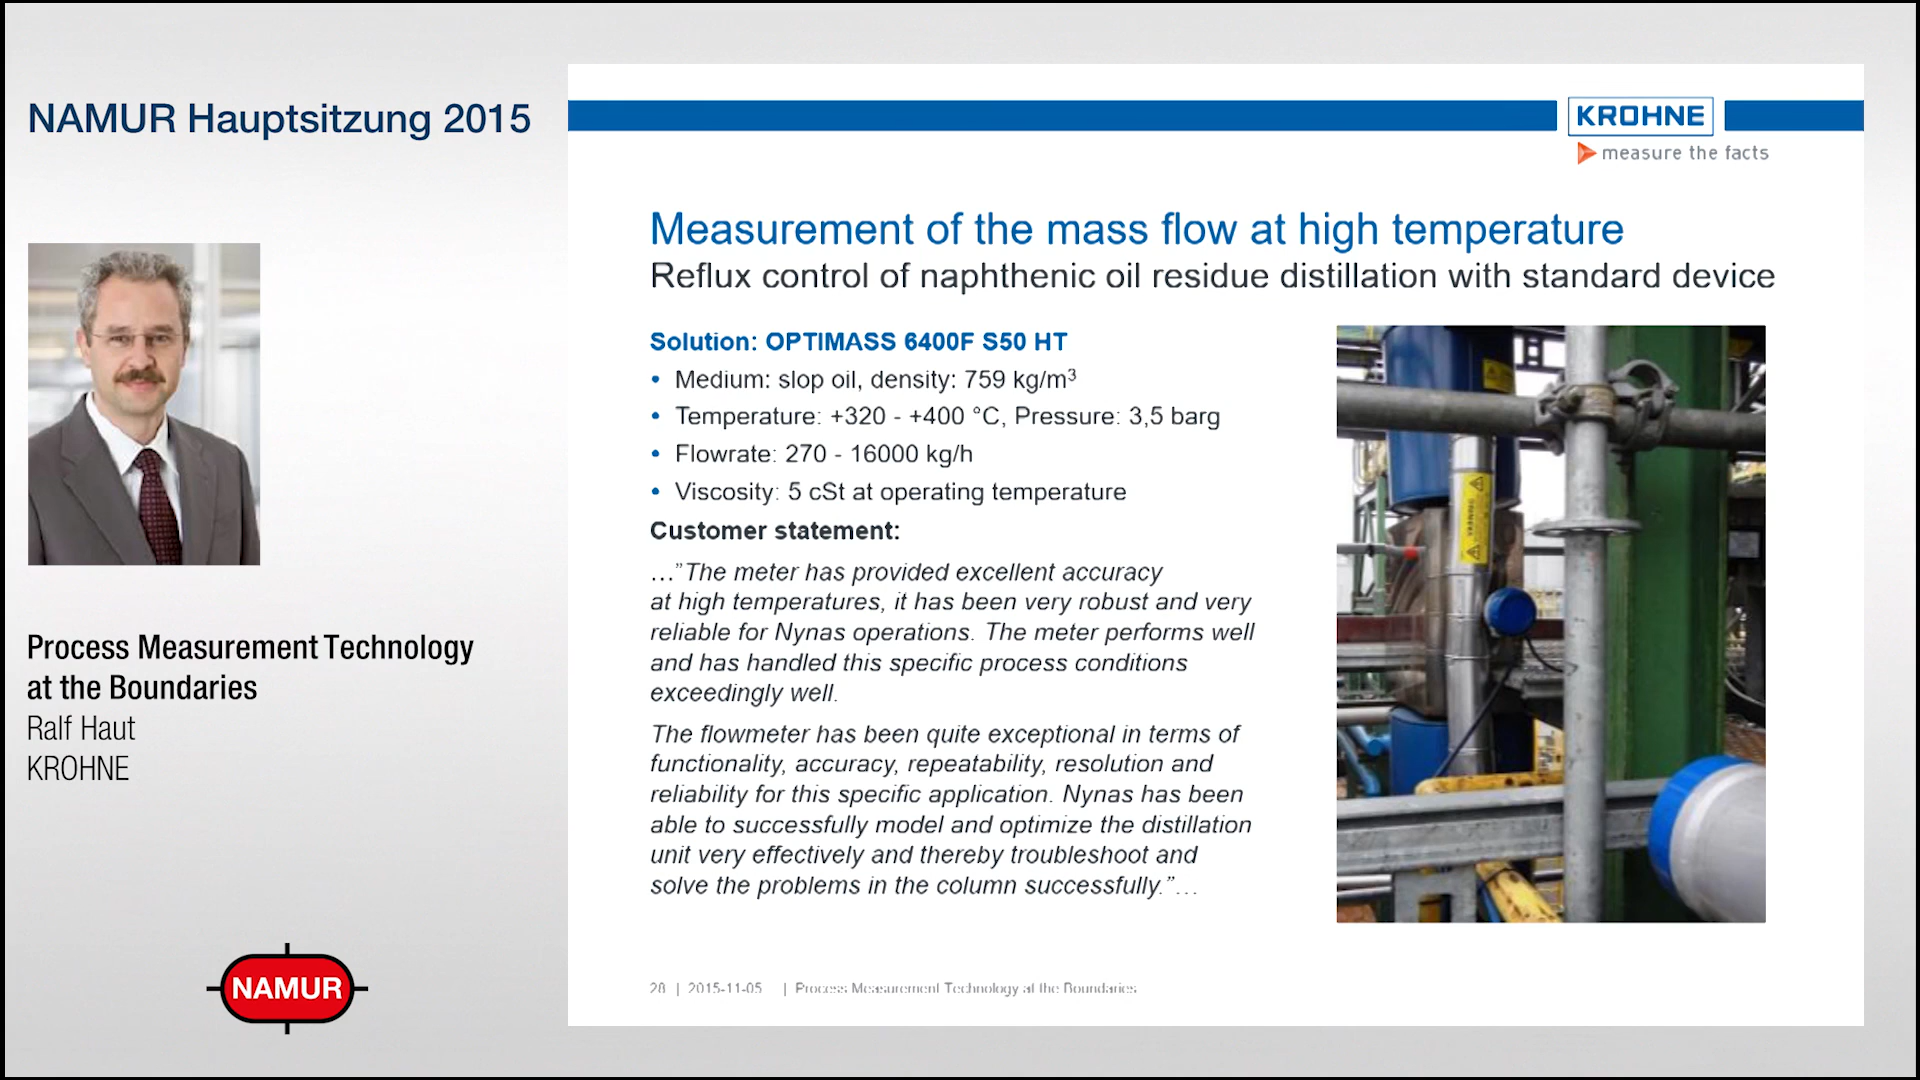 NAMUR Hauptsitzung 2015
Process Measurement Technology
at the Boundaries
Ralf Haut
KROHNE
NAMUR
KROHNE
measure the facts
Measurement of the mass flow at high temperature
Reflux control of naphthenic oil residue distillation with standard device
Solution: OPTIMASS 6400F S50 HT
• Medium: slop oil, density: 759 kg/m³
• Temperature: +320 - +400 °C, Pressure: 3,5 barg
• Flowrate: 270 - 16000 kg/h
• Viscosity: 5 cSt at operating temperature
Customer statement:
…”The meter has provided excellent accuracy
at high temperatures, it has been very robust and very
reliable for Nynas operations. The meter performs well
and has handled this specific process conditions
exceedingly well.
The flowmeter has been quite exceptional in terms of
functionality, accuracy, repeatability, resolution and
reliability for this specific application. Nynas has been
able to successfully model and optimize the distillation
unit very effectively and thereby troubleshoot and
solve the problems in the column successfully.”…
28 | 2015-11-05 | Process Measurement Technology at the Boundaries